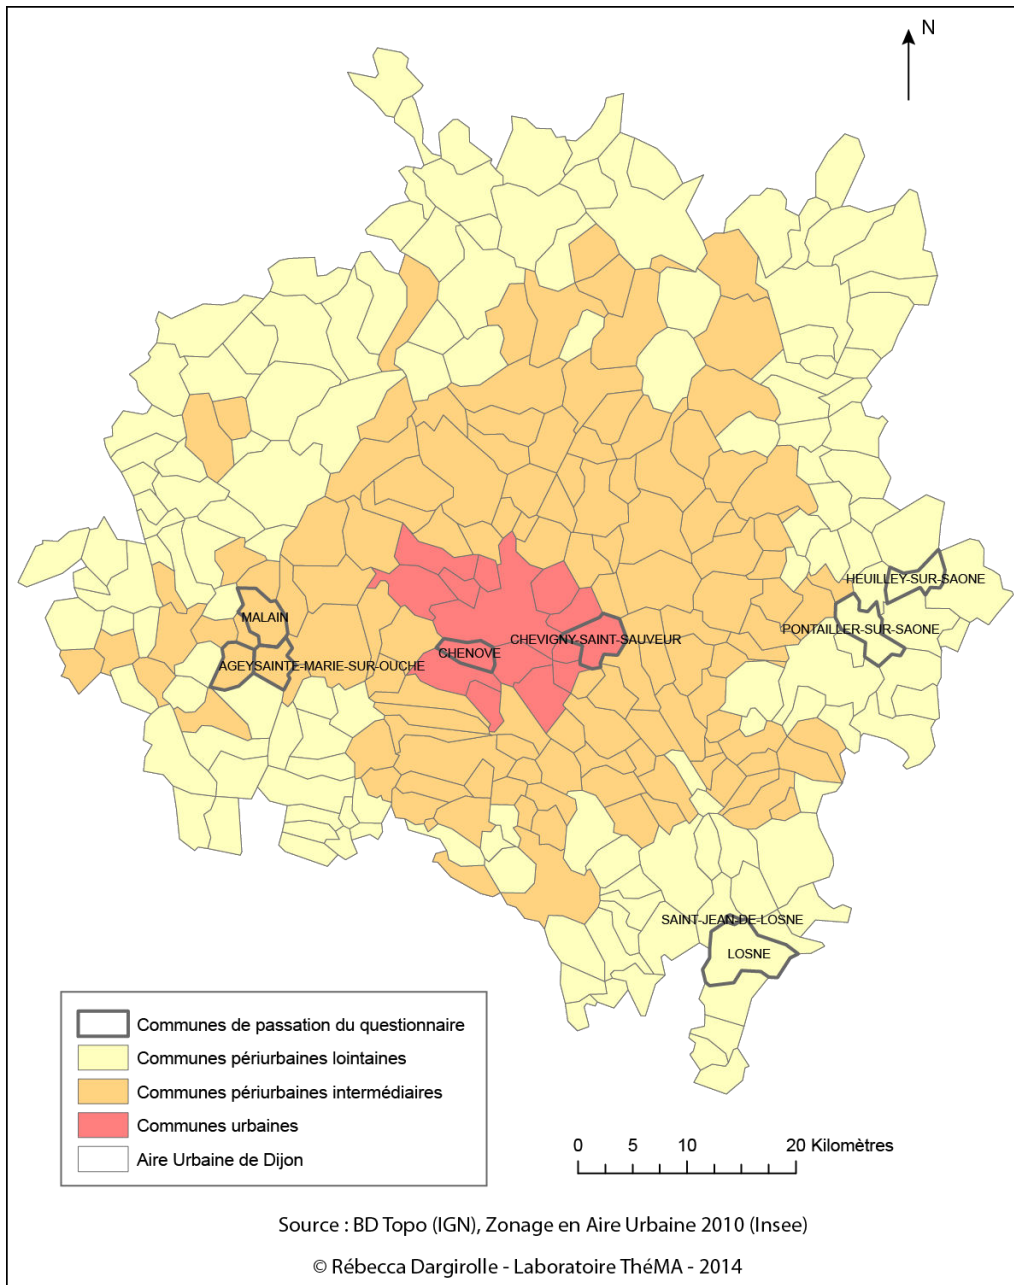 N
HEUILLEY-SUR-SAONE
MALAIN
PONTAILLER-SUR-SAONE
CHEVIGNY-SAINT-SAUVEUR
CHENOVE
AGEYSAINTE-MARIE-SUR-OUCHE
SAINT-JEAN-DE-LOSNE
LOSNE
Communes de passation du questionnaire
Communes périurbaines lointaines
Communes périurbaines intermédiaires
Communes urbaines
Aire Urbaine de Dijon
0 5 10 20 Kilomètres
Source : BD Topo (IGN), Zonage en Aire Urbaine 2010 (Insee)
© Rébecca Dargirolle - Laboratoire ThéMA - 2014